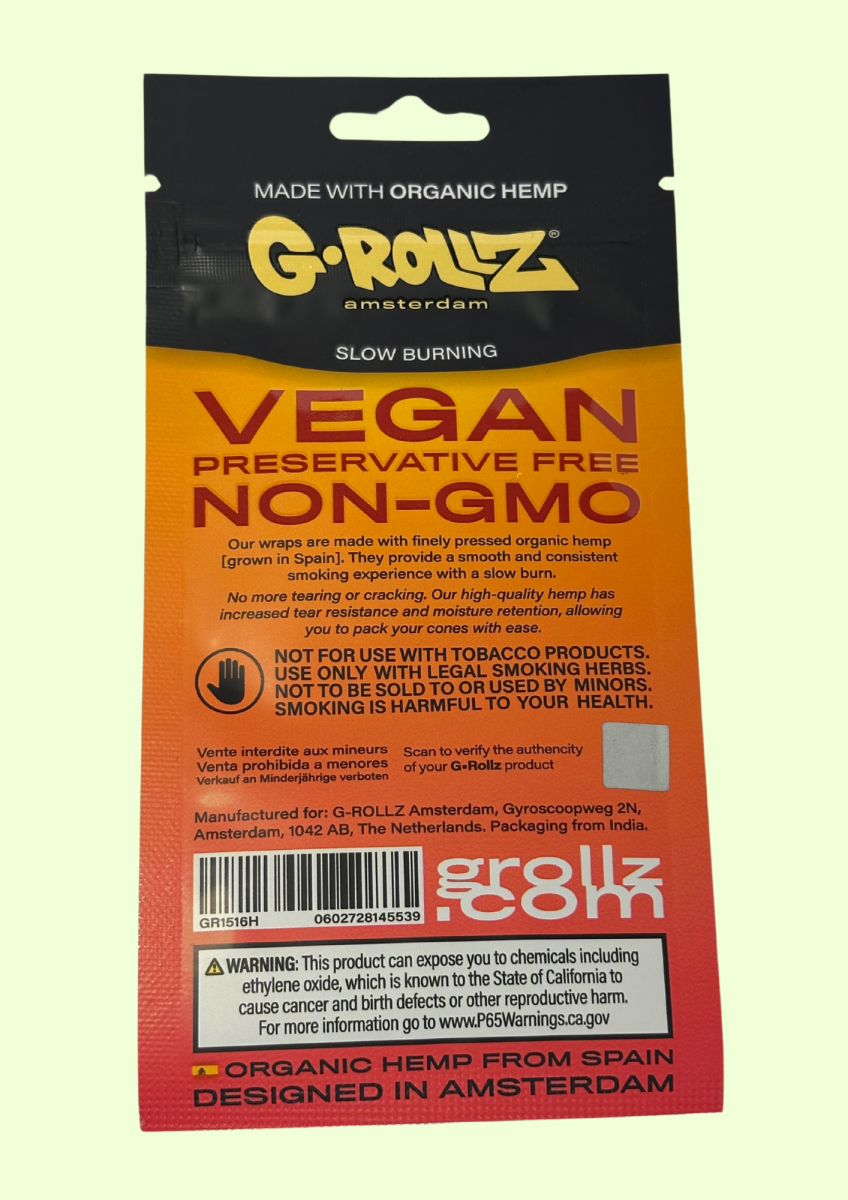 MADE WITH ORGANIC HEMP
G•ROLLZ®
amsterdam
SLOW BURNING
VEGAN
PRESERVATIVE FREE
NON-GMO
Our wraps are made with finely pressed organic hemp
[grown in Spain]. They provide a smooth and consistent
smoking experience with a slow burn.
No more tearing or cracking. Our high-quality hemp has
increased tear resistance and moisture retention, allowing
you to pack your cones with ease.
NOT FOR USE WITH TOBACCO PRODUCTS.
USE ONLY WITH LEGAL SMOKING HERBS.
NOT TO BE SOLD TO OR USED BY MINORS.
SMOKING IS HARMFUL TO YOUR HEALTH.
Vente interdite aux mineurs
Venta prohibida a menores
Verkauf an Minderjährige verboten
Scan to verify the authencity
of your G•Rollz product
Manufactured for: G-ROLLZ Amsterdam, Gyroscoopweg 2N,
Amsterdam, 1042 AB, The Netherlands. Packaging from India.
GR1516H 0602728145539
grollz
.com
WARNING: This product can expose you to chemicals including
ethylene oxide, which is known to the State of California to
cause cancer and birth defects or other reproductive harm.
For more information go to www.P65Warnings.ca.gov
ORGANIC HEMP FROM SPAIN
DESIGNED IN AMSTERDAM